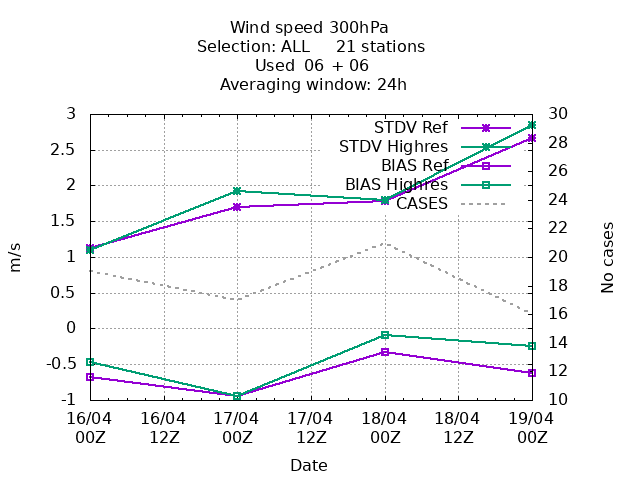 Wind speed 300hPa
Selection: ALL 21 stations
Used 06 + 06
Averaging window: 24h
3 30
STDV Ref
28
STDV Highres
2.5
BIAS Ref
26
2
BIAS Highres
24
CASES
1.5
22
1 20
0.5
18
16
0
14
-0.5
12
-1 10
16/04 16/04 17/04 17/04 18/04 18/04 19/04
00Z 12Z 00Z 12Z 00Z 12Z 00Z
Date
m/s
No cases